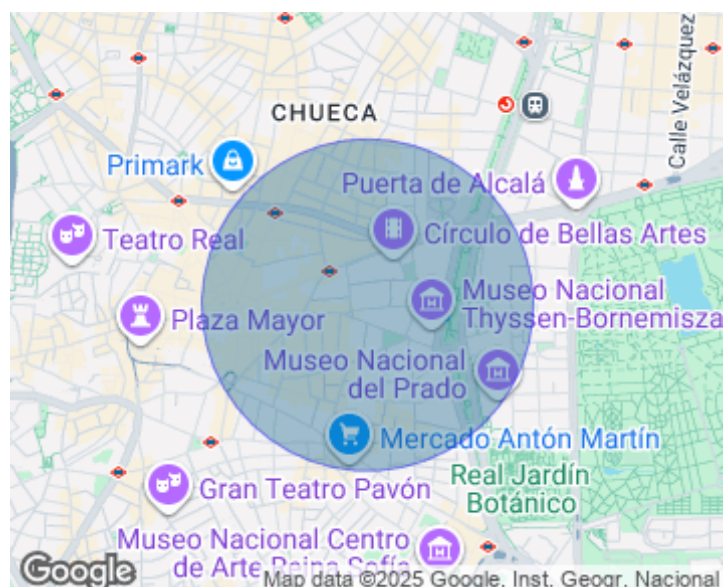 CHUECA
Calle Velázquez
Primark
Puerta de Alcalá
Teatro Real
Círculo de Bellas Artes
Plaza Mayor
Museo Nacional
Thyssen-Bornemisza
Museo Nacional
del Prado
Mercado Antón Martín
Gran Teatro Pavón
Real Jardín
Botánico
Museo Nacional Centro
de Arte Reina Sofía
Google
Map data ©2025 Google, Inst. Geogr. Nacional